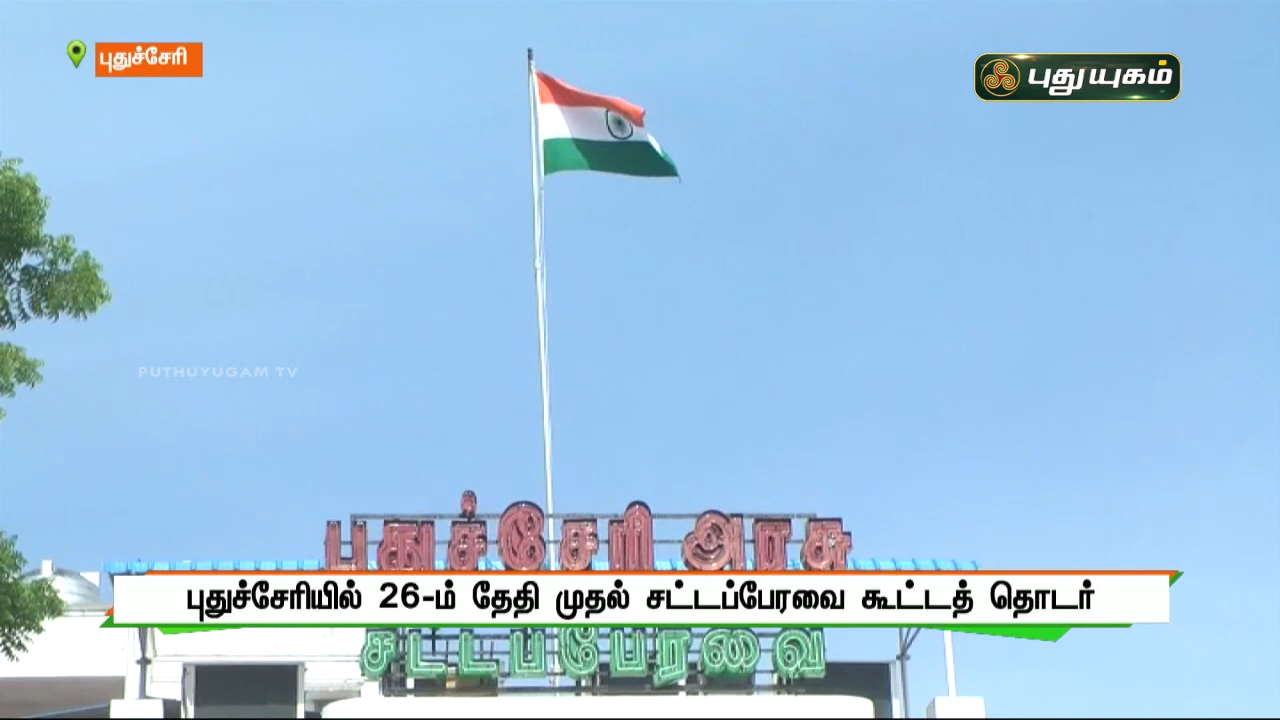 புதுச்சேரி
புதுயுகம்
PUTHUYUGAM TV
புதுச்சேரி அரசு
புதுச்சேரியில் 26-ம் தேதி முதல் சட்டப்பேரவை கூட்டத் தொடர்
சட்டப்பேரவை